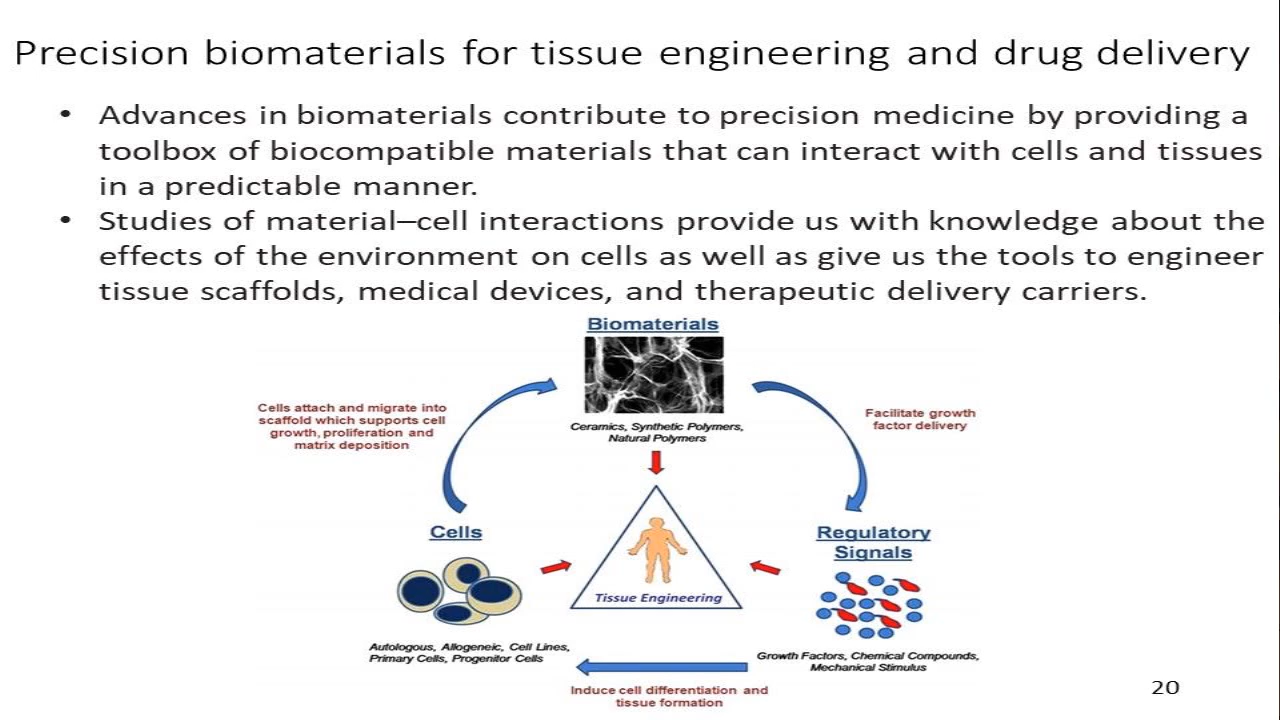 Precision biomaterials for tissue engineering and drug delivery
• Advances in biomaterials contribute to precision medicine by providing a
toolbox of biocompatible materials that can interact with cells and tissues
in a predictable manner.
• Studies of material–cell interactions provide us with knowledge about the
effects of the environment on cells as well as give us the tools to engineer
tissue scaffolds, medical devices, and therapeutic delivery carriers.
Biomaterials
Ceramics, Synthetic Polymers,
Natural Polymers
Cells attach and migrate into
scaffold which supports cell
growth, proliferation and
matrix deposition
Facilitate growth
factor delivery
Cells
Regulatory
Signals
Tissue Engineering
Autologous, Allogeneic, Cell Lines,
Primary Cells, Progenitor Cells
Growth Factors, Chemical Compounds,
Mechanical Stimulus
Induce cell differentiation and
tissue formation
20